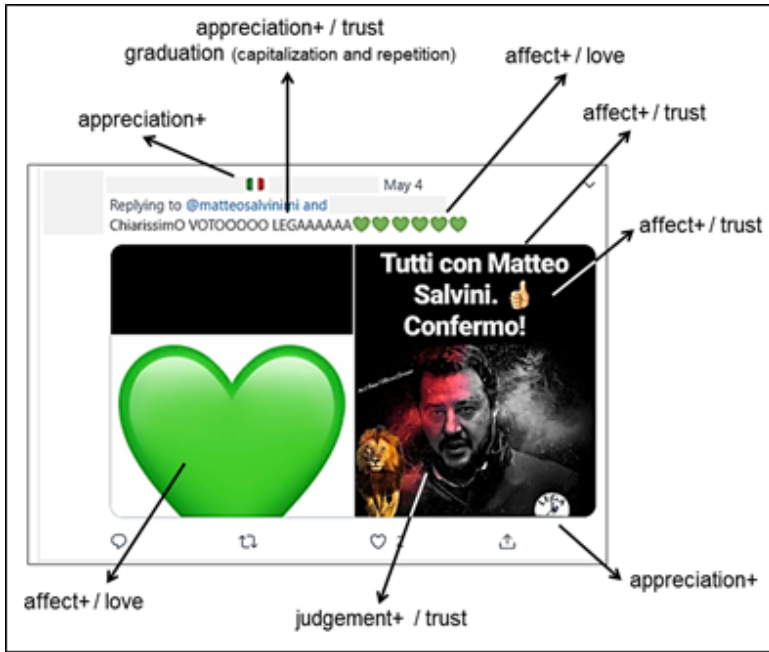 appreciation+ / trust
graduation (capitalization and repetition)
affect+ / love
appreciation+
affect+ / trust
May 4
Replying to @matteosalvinimi and
ChiarissimO VOTOOOOO LEGAAAAAA💚💚💚💚💚💚
affect+ / trust
Tutti con Matteo
Salvini. 👍
Confermo!
LEGA
affect+ / love
judgement+ / trust
appreciation+